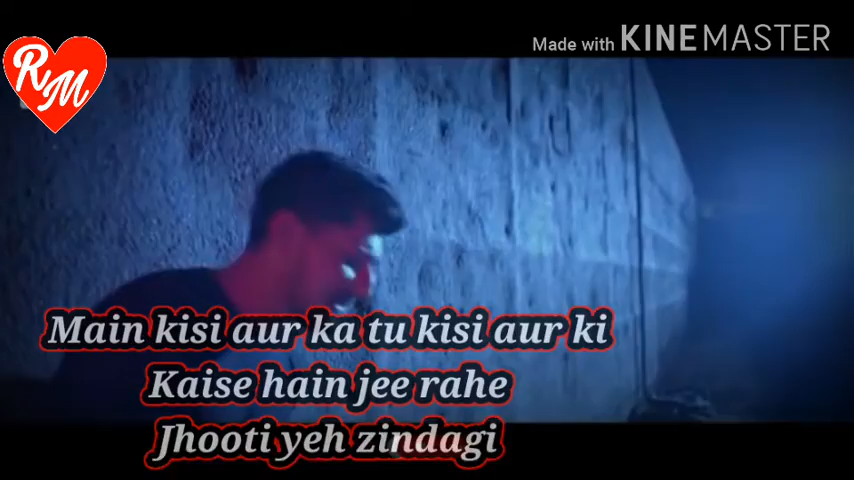 Made with KINEMASTER
RM
Main kisi aur ka tu kisi aur ki
Kaise hain jee rahe
Jhooti yeh zindagi